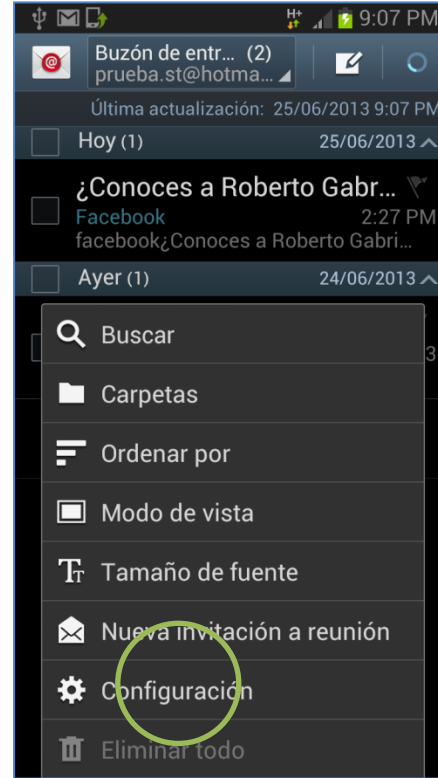 H+ 9:07 PM
Buzón de entr... (2)
prueba.st@hotma...
Última actualización: 25/06/2013 9:07 PM
Hoy (1) 25/06/2013
¿Conoces a Roberto Gabr...
Facebook 2:27 PM
facebook¿Conoces a Roberto Gabri...
Ayer (1) 24/06/2013
3
Buscar
Carpetas
Ordenar por
Modo de vista
Tamaño de fuente
Nueva invitación a reunión
Configuración
Eliminar todo